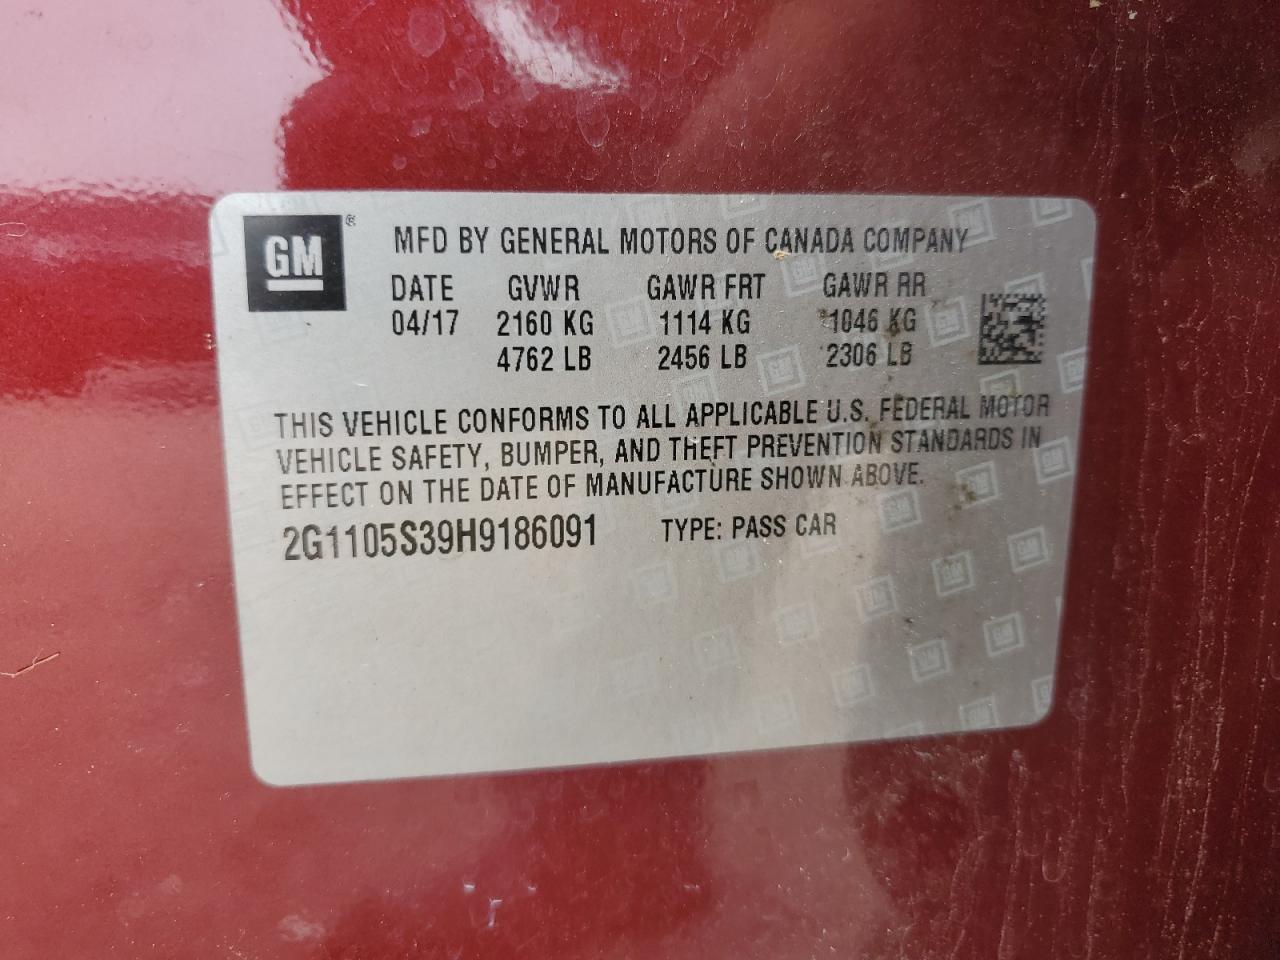 GM ®
MFD BY GENERAL MOTORS OF CANADA COMPANY
DATE GVWR GAWR FRT GAWR RR
04/17 2160 KG 1114 KG 1046 KG
4762 LB 2456 LB 2306 LB
THIS VEHICLE CONFORMS TO ALL APPLICABLE U.S. FEDERAL MOTOR
VEHICLE SAFETY, BUMPER, AND THEFT PREVENTION STANDARDS IN
EFFECT ON THE DATE OF MANUFACTURE SHOWN ABOVE.
2G1105S39H9186091 TYPE: PASS CAR